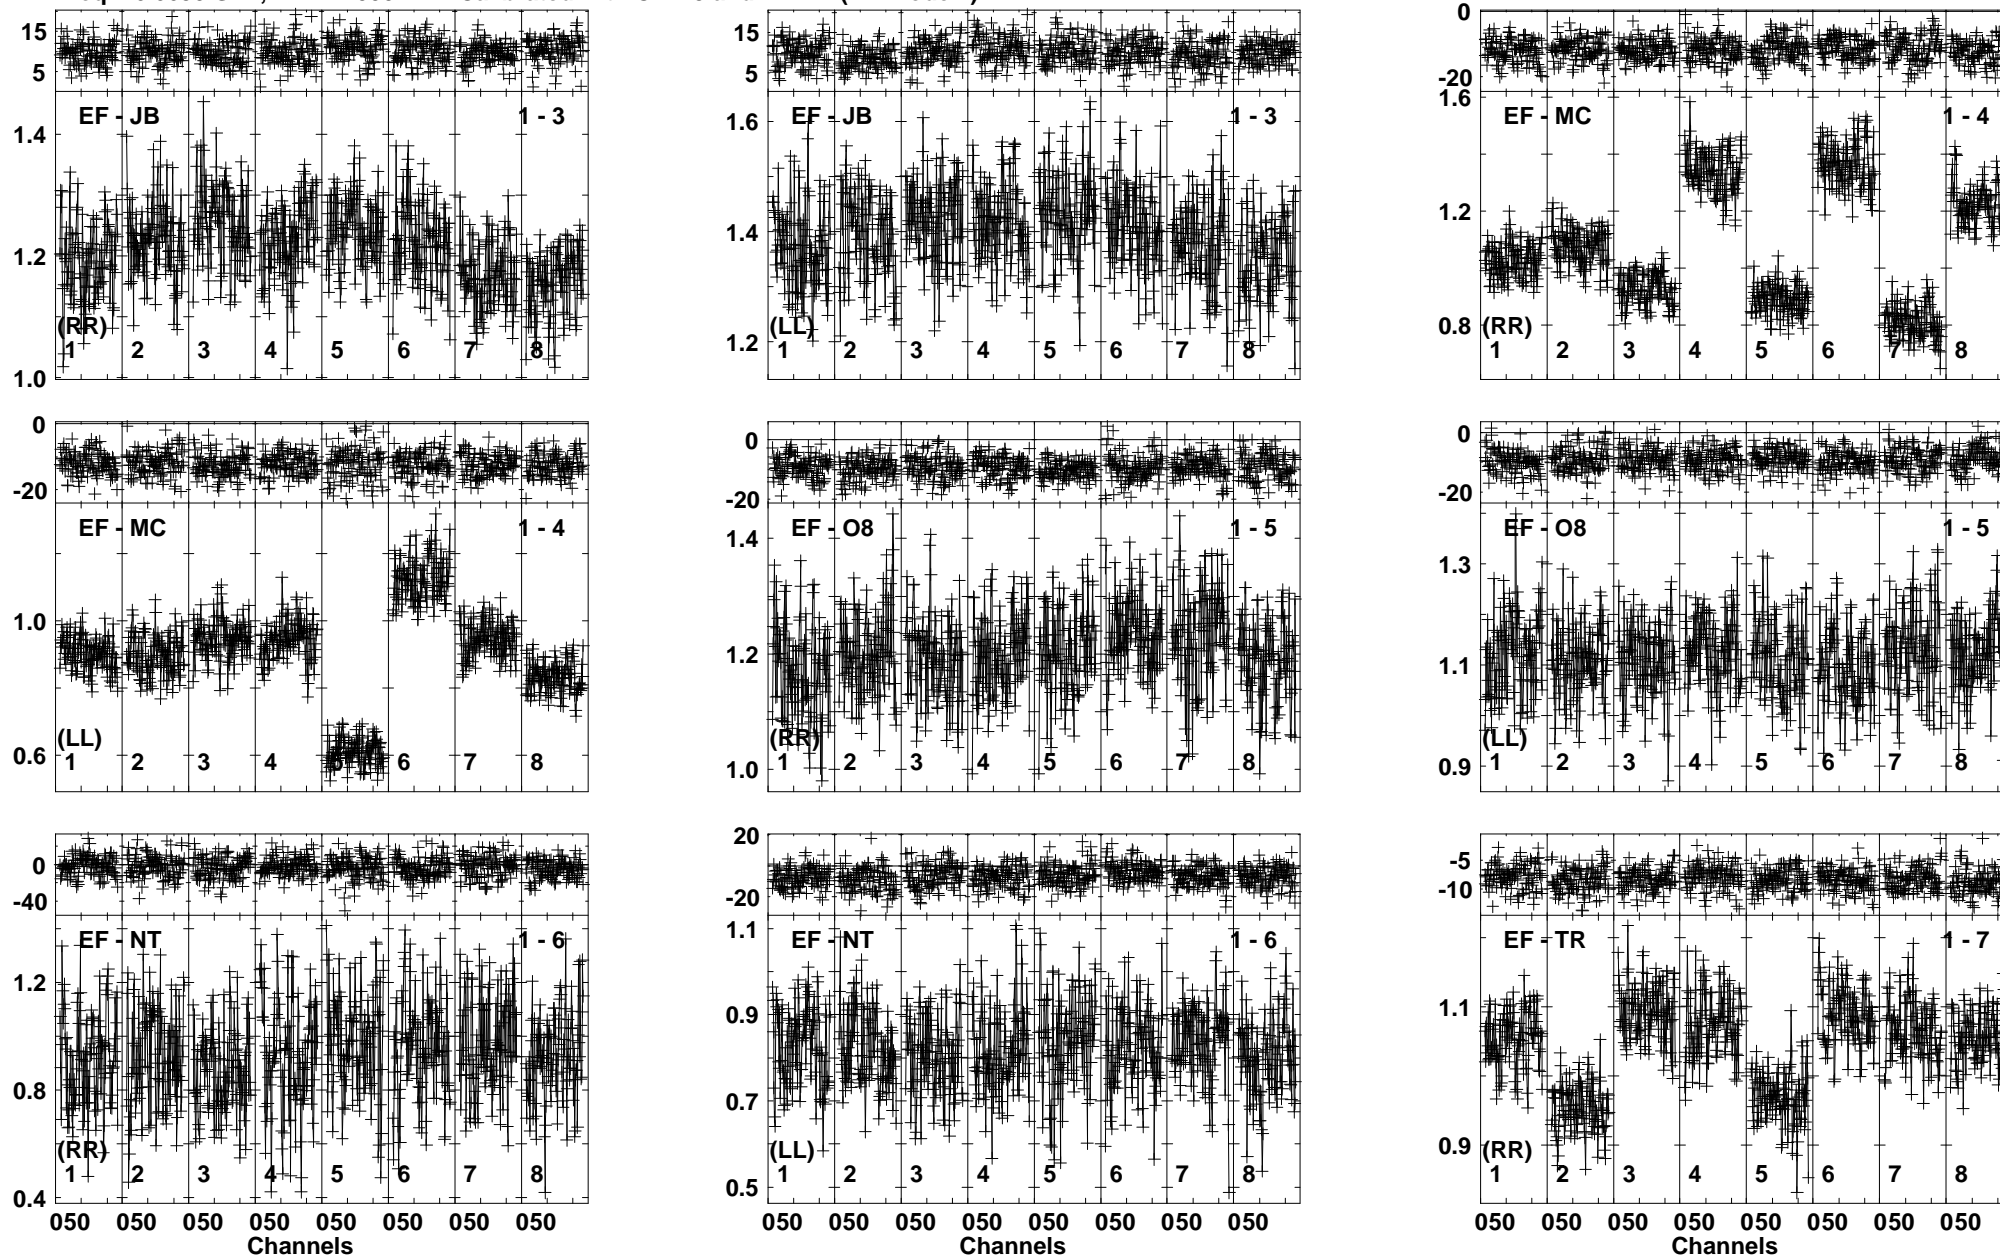 15 5 15 5 0 -20
EF - JB 1 - 3 EF - JB 1 - 3 EF - MC 1 - 4
1.4 1.2 1.0 1.6 1.4 1.2 1.6 1.2 0.8
(RR) (LL) (RR)
1 2 3 4 5 6 7 8 1 2 3 4 5 6 7 8 1 2 3 4 5 6 7 8
0 -20 0 -20 0 -20
EF - MC 1 - 4 EF - O8 1 - 5 EF - O8 1 - 5
1.0 0.6 1.4 1.2 1.0 1.3 1.1 0.9
(LL) (RR) (LL)
1 2 3 4 5 6 7 8 1 2 3 4 5 6 7 8 1 2 3 4 5 6 7 8
0 -40 20 0 -20 -5 -10
EF - NT 1 - 6 EF - NT 1 - 6 EF - TR 1 - 7
1.2 0.8 0.4 1.1 0.9 0.7 0.5 1.1 0.9
(RR) (LL) (RR)
1 2 3 4 5 6 7 8 1 2 3 4 5 6 7 8 1 2 3 4 5 6 7 8
050 050 050 050 050 050 050 050 050 050 050 050 050 050 050 050 050 050 050 050 050 050 050 050
Channels Channels Channels